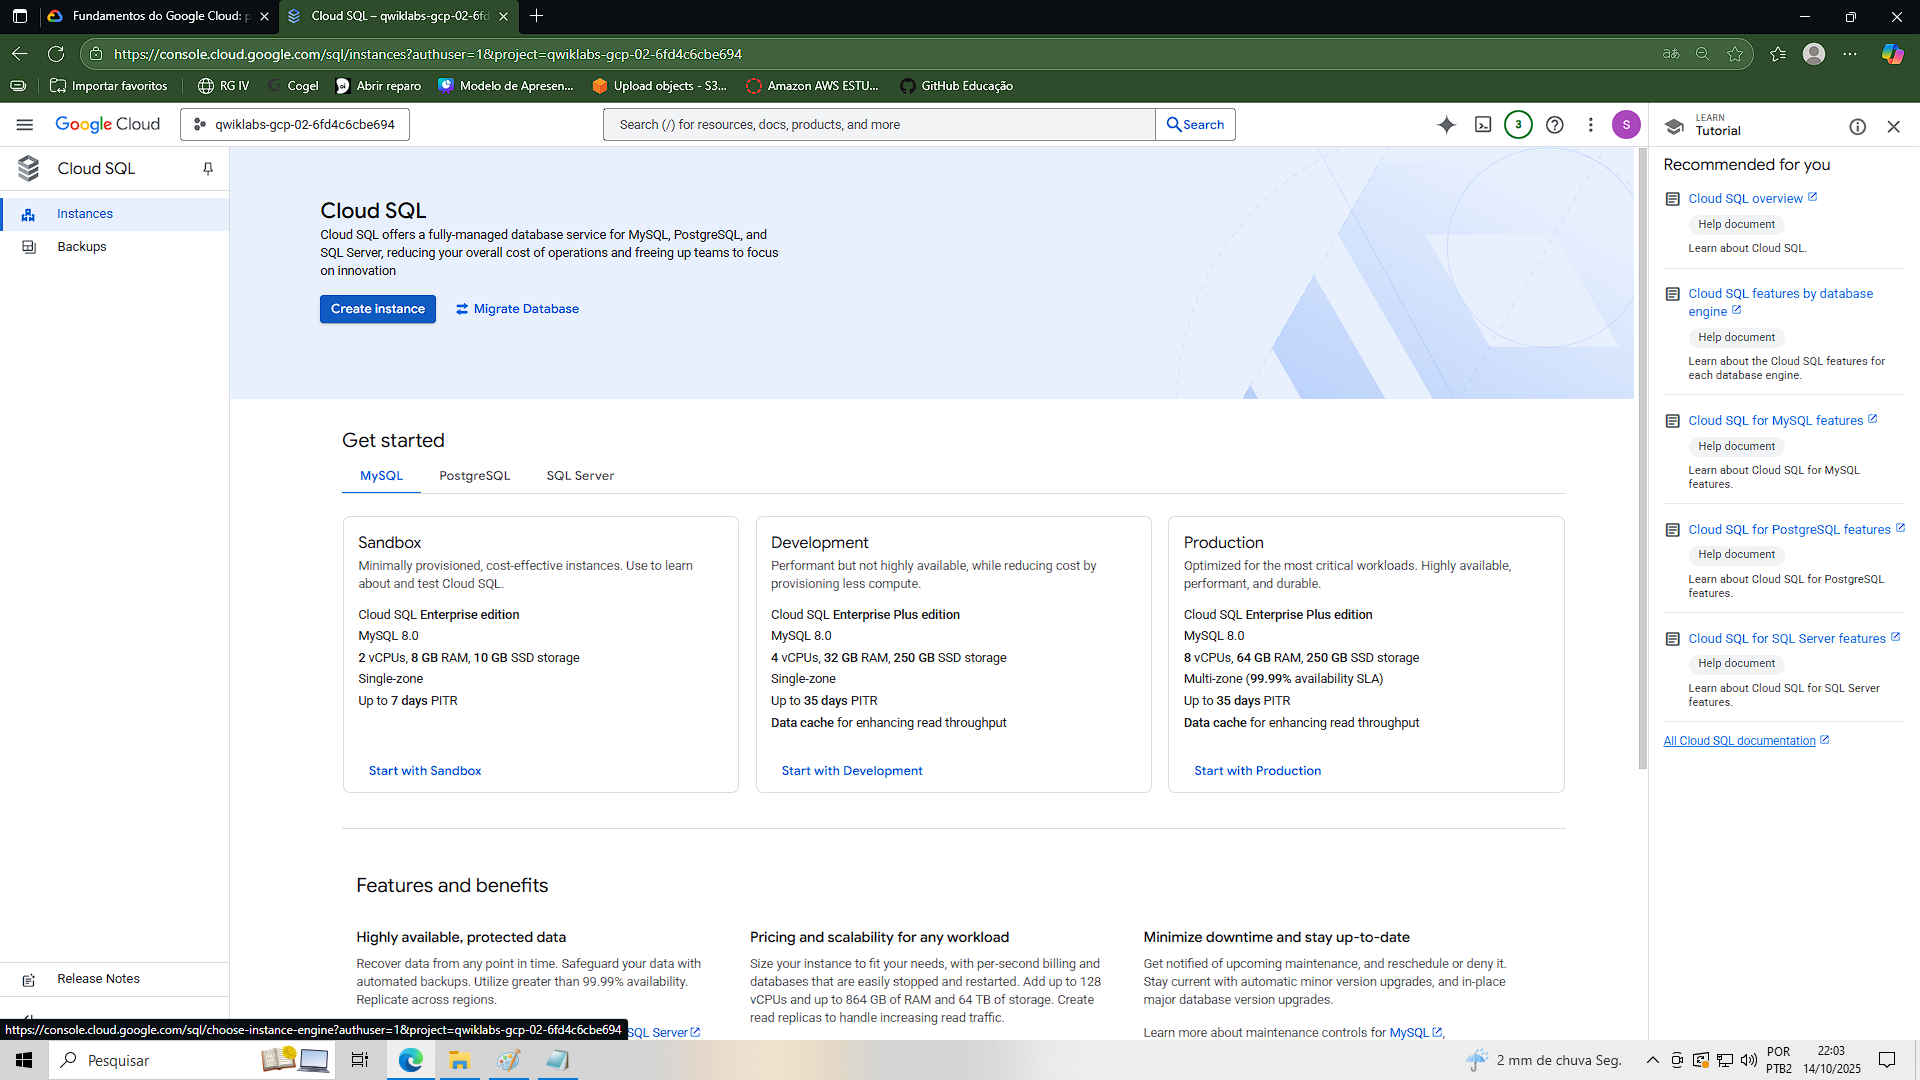 Fundamentos do Google Cloud: p
Cloud SQL – qwiklabs-gcp-02-6fd
https://console.cloud.google.com/sql/instances?authuser=1&project=qwiklabs-gcp-02-6fd4c6cbe694
Importar favoritos
RG IV
Cogel
Abrir reparo
Modelo de Apresen...
Upload objects - S3...
Amazon AWS ESTU...
GitHub Educação
Google Cloud
qwiklabs-gcp-02-6fd4c6cbe694
Search (/) for resources, docs, products, and more
Search
3
S
LEARN
Tutorial
Cloud SQL
Instances
Backups
Release Notes
Cloud SQL
Cloud SQL offers a fully-managed database service for MySQL, PostgreSQL, and
SQL Server, reducing your overall cost of operations and freeing up teams to focus
on innovation
Create instance
Migrate Database
Get started
MySQL
PostgreSQL
SQL Server
Sandbox
Minimally provisioned, cost-effective instances. Use to learn
about and test Cloud SQL.
Cloud SQL Enterprise edition
MySQL 8.0
2 vCPUs, 8 GB RAM, 10 GB SSD storage
Single-zone
Up to 7 days PITR
Start with Sandbox
Development
Performant but not highly available, while reducing cost by
provisioning less compute.
Cloud SQL Enterprise Plus edition
MySQL 8.0
4 vCPUs, 32 GB RAM, 250 GB SSD storage
Single-zone
Up to 35 days PITR
Data cache for enhancing read throughput
Start with Development
Production
Optimized for the most critical workloads. Highly available,
performant, and durable.
Cloud SQL Enterprise Plus edition
MySQL 8.0
8 vCPUs, 64 GB RAM, 250 GB SSD storage
Multi-zone (99.99% availability SLA)
Up to 35 days PITR
Data cache for enhancing read throughput
Start with Production
Features and benefits
Highly available, protected data
Recover data from any point in time. Safeguard your data with
automated backups. Utilize greater than 99.99% availability.
Replicate across regions.
SQL Server
Pricing and scalability for any workload
Size your instance to fit your needs, with per-second billing and
databases that are easily stopped and restarted. Add up to 128
vCPUs and up to 864 GB of RAM and 64 TB of storage. Create
read replicas to handle increasing read traffic.
Minimize downtime and stay up-to-date
Get notified of upcoming maintenance, and reschedule or deny it.
Stay current with automatic minor version upgrades, and in-place
major database version upgrades.
Learn more about maintenance controls for MySQL,
Recommended for you
Cloud SQL overview
Help document
Learn about Cloud SQL.
Cloud SQL features by database
engine
Help document
Learn about the Cloud SQL features for
each database engine.
Cloud SQL for MySQL features
Help document
Learn about Cloud SQL for MySQL
features.
Cloud SQL for PostgreSQL features
Help document
Learn about Cloud SQL for PostgreSQL
features.
Cloud SQL for SQL Server features
Help document
Learn about Cloud SQL for SQL Server
features.
All Cloud SQL documentation
https://console.cloud.google.com/sql/choose-instance-engine?authuser=1&project=qwiklabs-gcp-02-6fd4c6cbe694
Pesquisar
2 mm de chuva Seg.
POR
PTB2
22:03
14/10/2025